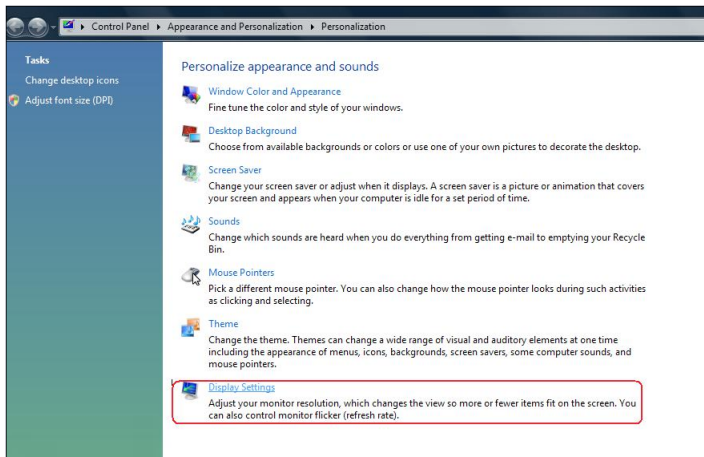 Control Panel ▸ Appearance and Personalization ▸ Personalization
Tasks
Change desktop icons
Adjust font size (DPI)
Personalize appearance and sounds
Window Color and Appearance
Fine tune the color and style of your windows.
Desktop Background
Choose from available backgrounds or colors or use one of your own pictures to decorate the desktop.
Screen Saver
Change your screen saver or adjust when it displays. A screen saver is a picture or animation that covers
your screen and appears when your computer is idle for a set period of time.
Sounds
Change which sounds are heard when you do everything from getting e-mail to emptying your Recycle
Bin.
Mouse Pointers
Pick a different mouse pointer. You can also change how the mouse pointer looks during such activities
as clicking and selecting.
Theme
Change the theme. Themes can change a wide range of visual and auditory elements at one time
including the appearance of menus, icons, backgrounds, screen savers, some computer sounds, and
mouse pointers.
Display Settings
Adjust your monitor resolution, which changes the view so more or fewer items fit on the screen. You
can also control monitor flicker (refresh rate).